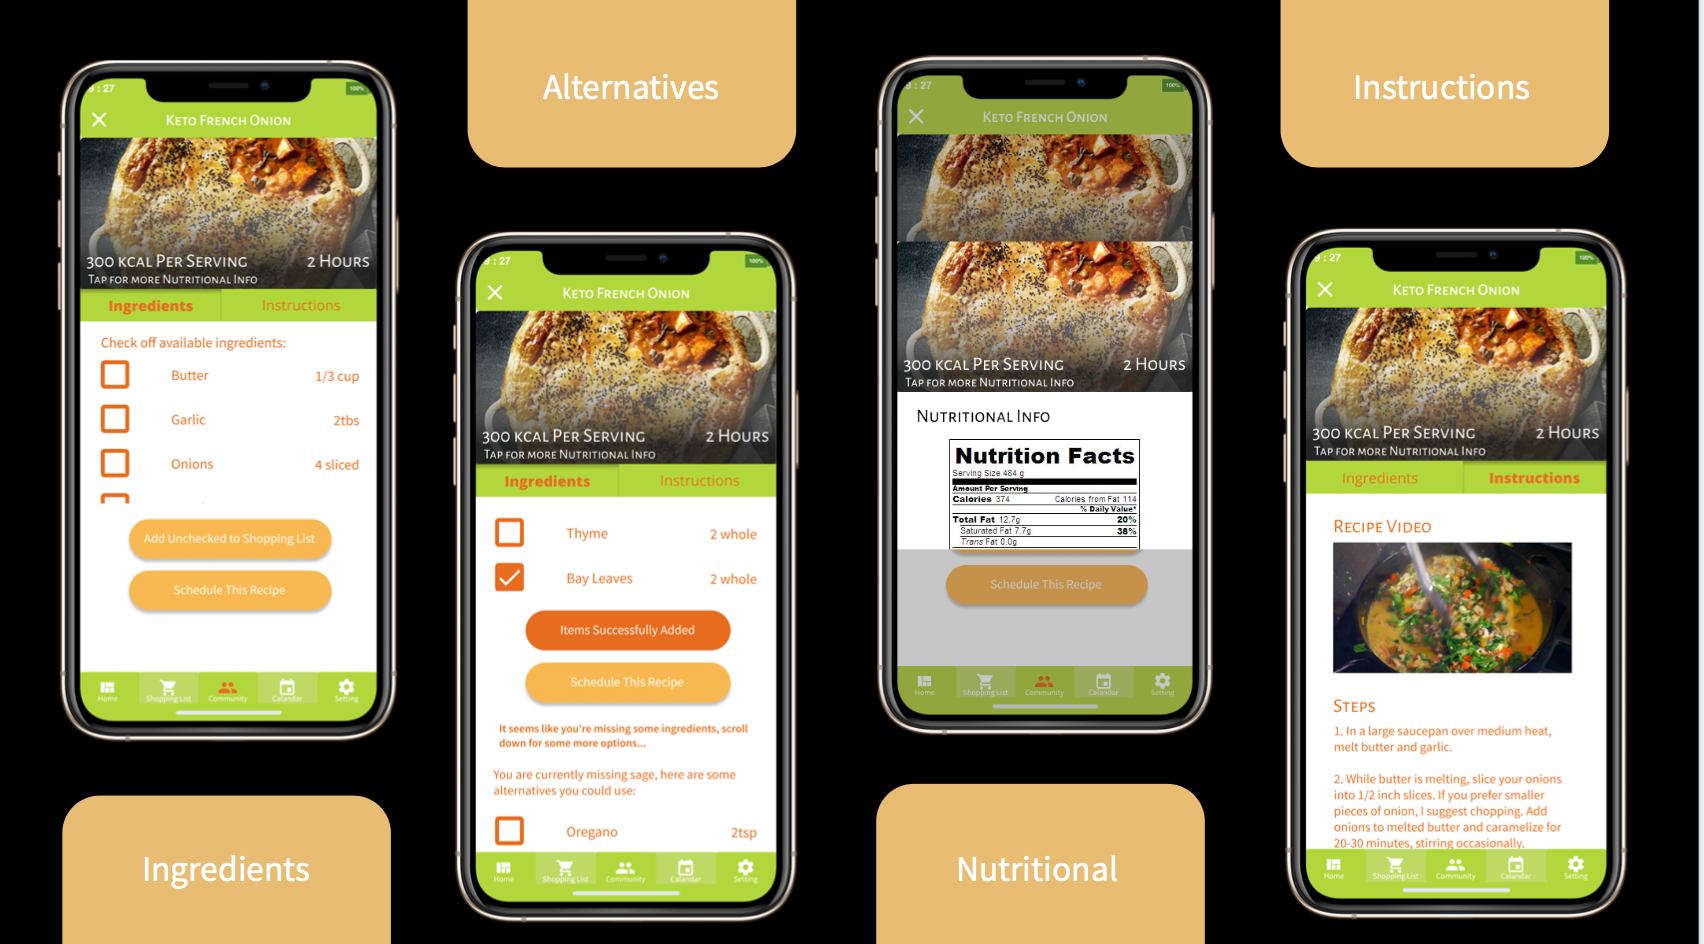 9 : 27
100%
Keto French Onion
300 kcal Per Serving
2 Hours
Tap for more Nutritional Info
Ingredients
Instructions
Check off available ingredients:
Butter
1/3 cup
Garlic
2tbs
Onions
4 sliced
Add Unchecked to Shopping List
Schedule This Recipe
Home
Shopping List
Community
Calandar
Setting
Ingredients
Alternatives
9 : 27
100%
Keto French Onion
300 kcal Per Serving
2 Hours
Tap for more Nutritional Info
Ingredients
Instructions
Thyme
2 whole
Bay Leaves
2 whole
Items Successfully Added
Schedule This Recipe
It seems like you're missing some ingredients, scroll
down for some more options...
You are currently missing sage, here are some
alternatives you could use:
Oregano
2tsp
Home
Shopping List
Community
Calandar
Setting
9 : 27
100%
Keto French Onion
300 kcal Per Serving
2 Hours
Tap for more Nutritional Info
Nutritional Info
Nutrition Facts
Serving Size 484 g
Amount Per Serving
Calories 374
Calories from Fat 114
% Daily Value*
Total Fat 12.7g
20%
Saturated Fat 7.7g
38%
Trans Fat 0.0g
Schedule This Recipe
Home
Shopping List
Community
Calandar
Setting
Nutritional
Instructions
9 : 27
100%
Keto French Onion
300 kcal Per Serving
2 Hours
Tap for more Nutritional Info
Ingredients
Instructions
Recipe Video
Steps
1. In a large saucepan over medium heat,
melt butter and garlic.
2. While butter is melting, slice your onions
into 1/2 inch slices. If you prefer smaller
pieces of onion, I suggest chopping. Add
onions to melted butter and caramelize for
20-30 minutes, stirring occasionally.
Home
Shopping List
Community
Calandar
Setting